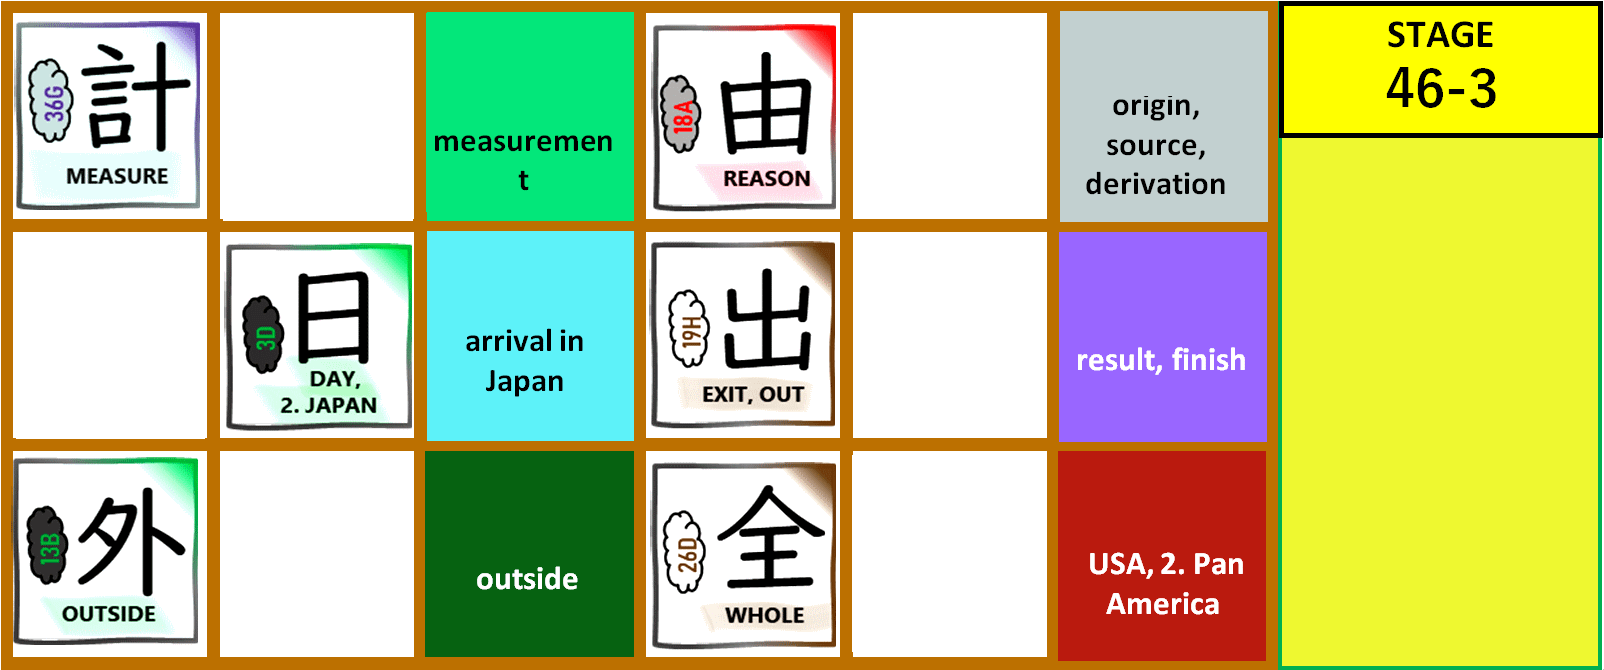 36G
計
MEASURE
measuremen
t
18A
由
REASON
origin,
source,
derivation
STAGE
46-3
3D
日
DAY,
2. JAPAN
arrival in
Japan
19H
出
EXIT, OUT
result, finish
13B
外
OUTSIDE
outside
26D
全
WHOLE
USA, 2. Pan
America